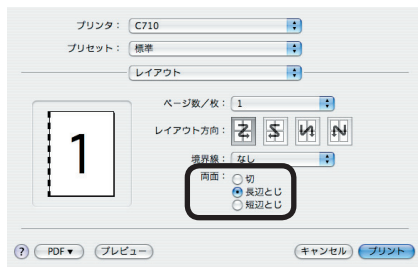 プリンタ： C710
プリセット： 標準
レイアウト
ページ数／枚： 1
レイアウト方向：
境界線： なし
両面： 切
長辺とじ
短辺とじ
1
? PDF▼ プレビュー キャンセル プリント